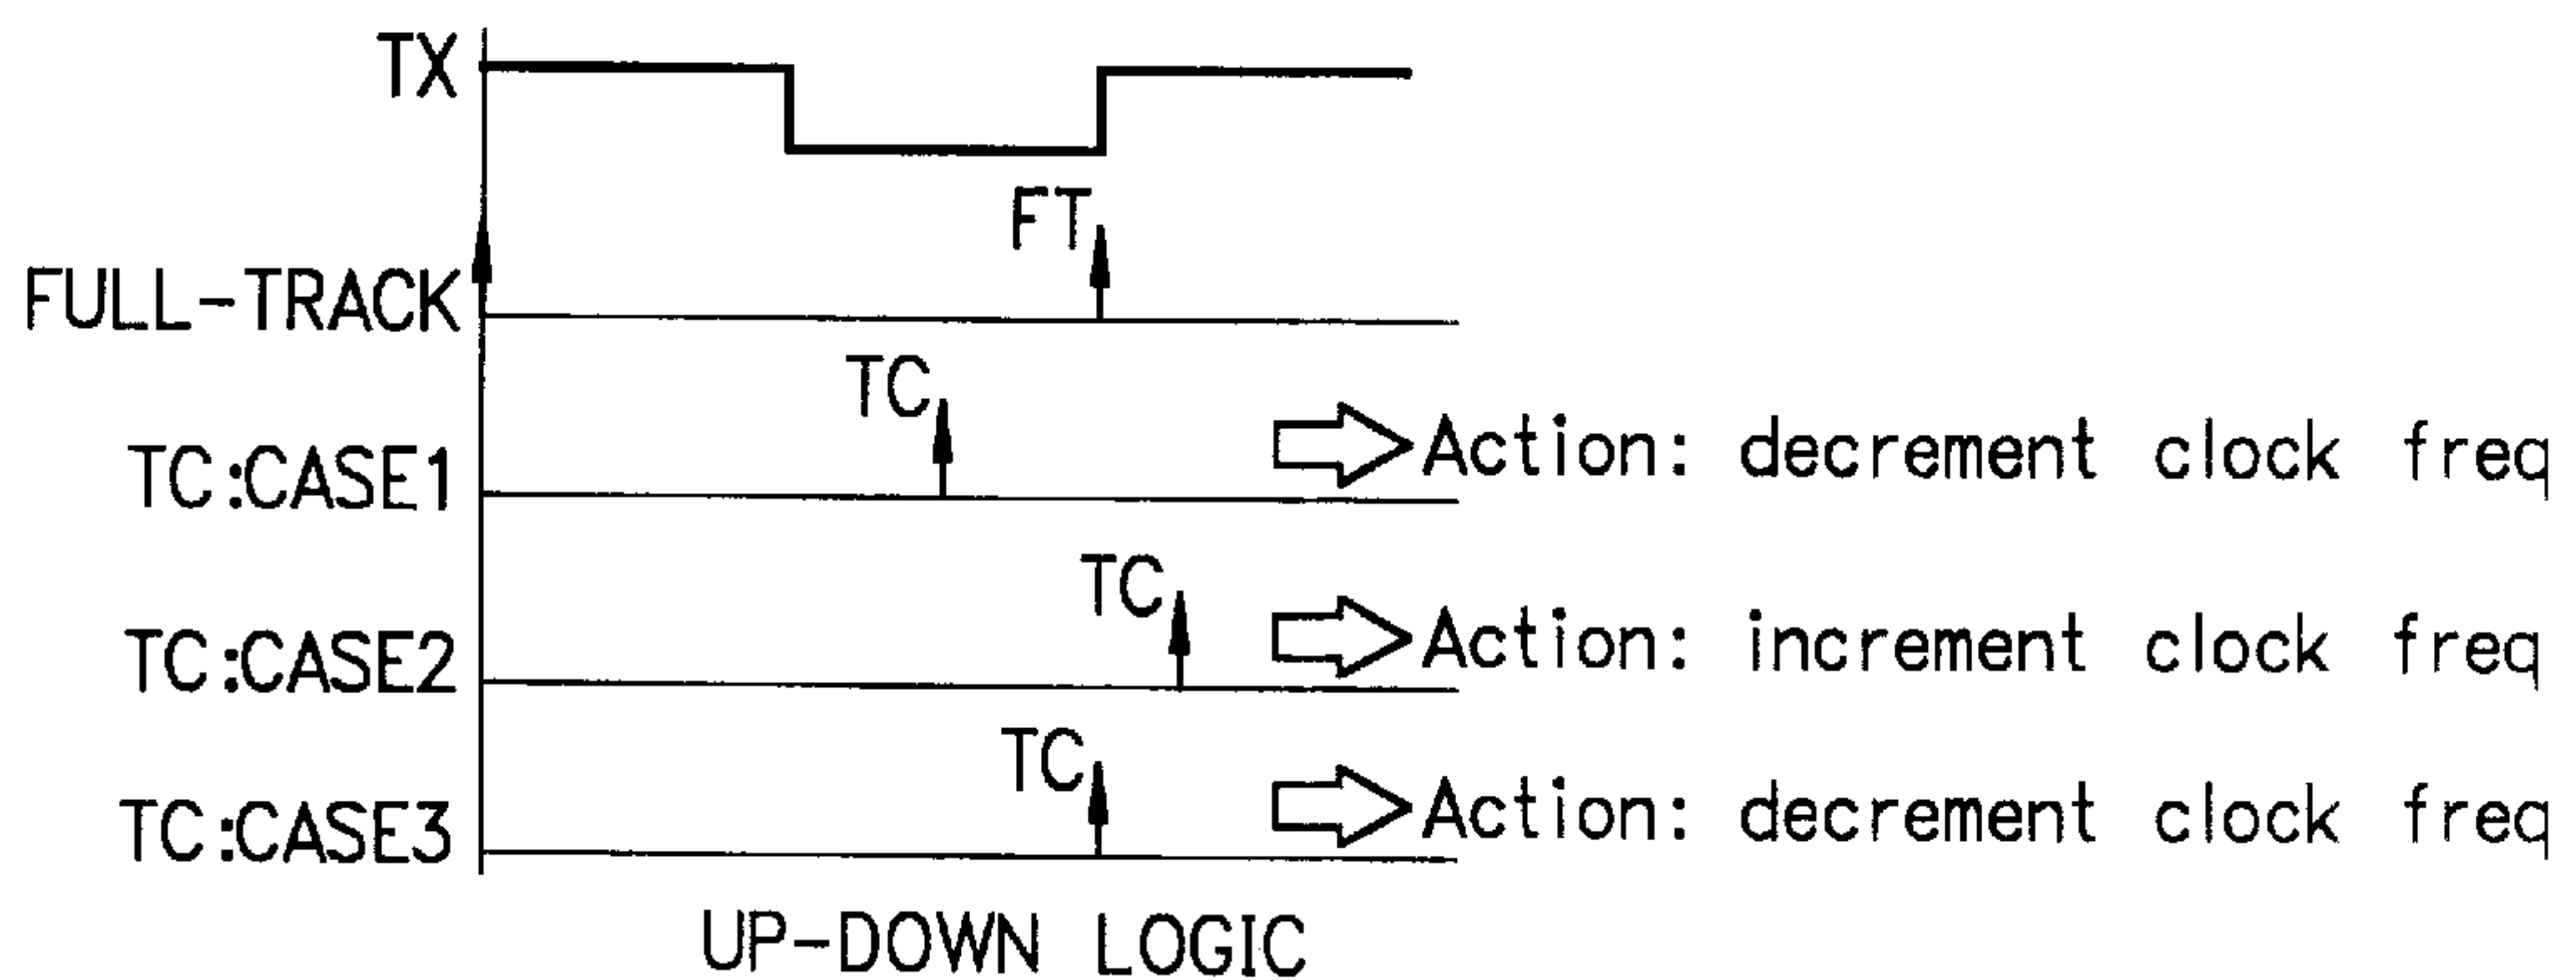 TX
FT
FULL-TRACK
TC
TC:CASE1
Action: decrement clock freq
TC
TC:CASE2
Action: increment clock freq
TC
TC:CASE3
Action: decrement clock freq
UP-DOWN LOGIC